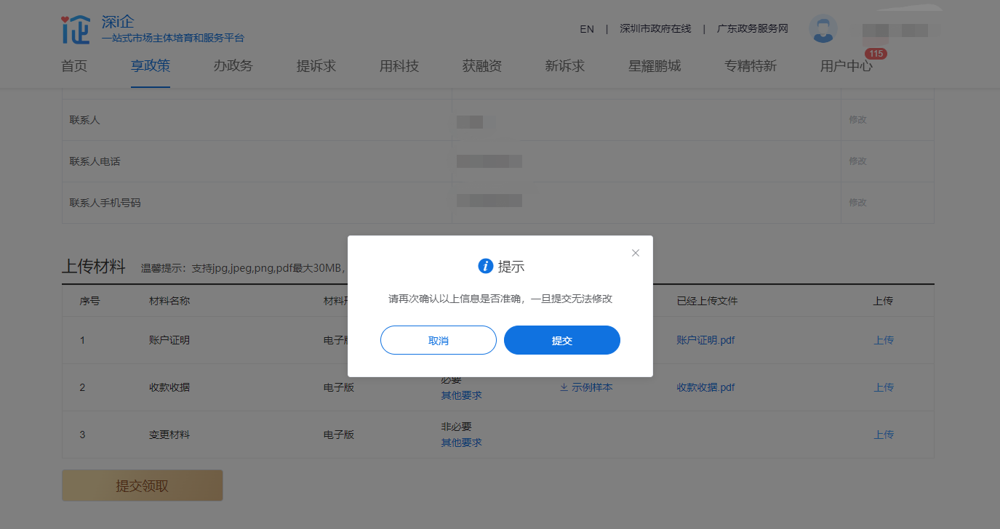 深i企
一站式市场主体培育和服务平台
EN | 深圳市政府在线 | 广东政务服务网
115
首页 享政策 办政务 提诉求 用科技 获融资 新诉求 星耀鹏城 专精特新 用户中心
联系人 修改
联系人电话 修改
联系人手机号码 修改
上传材料 温馨提示：支持jpg,jpeg,png,pdf最大30MB，
提示
请再次确认以上信息是否准确，一旦提交无法修改
取消 提交
序号 材料名称 材料 已经上传文件 上传
1 账户证明 电子版 账户证明.pdf 上传
2 收款收据 电子版 必要 其他要求 示例样本 收款收据.pdf 上传
3 变更材料 电子版 非必要 其他要求 上传
提交领取